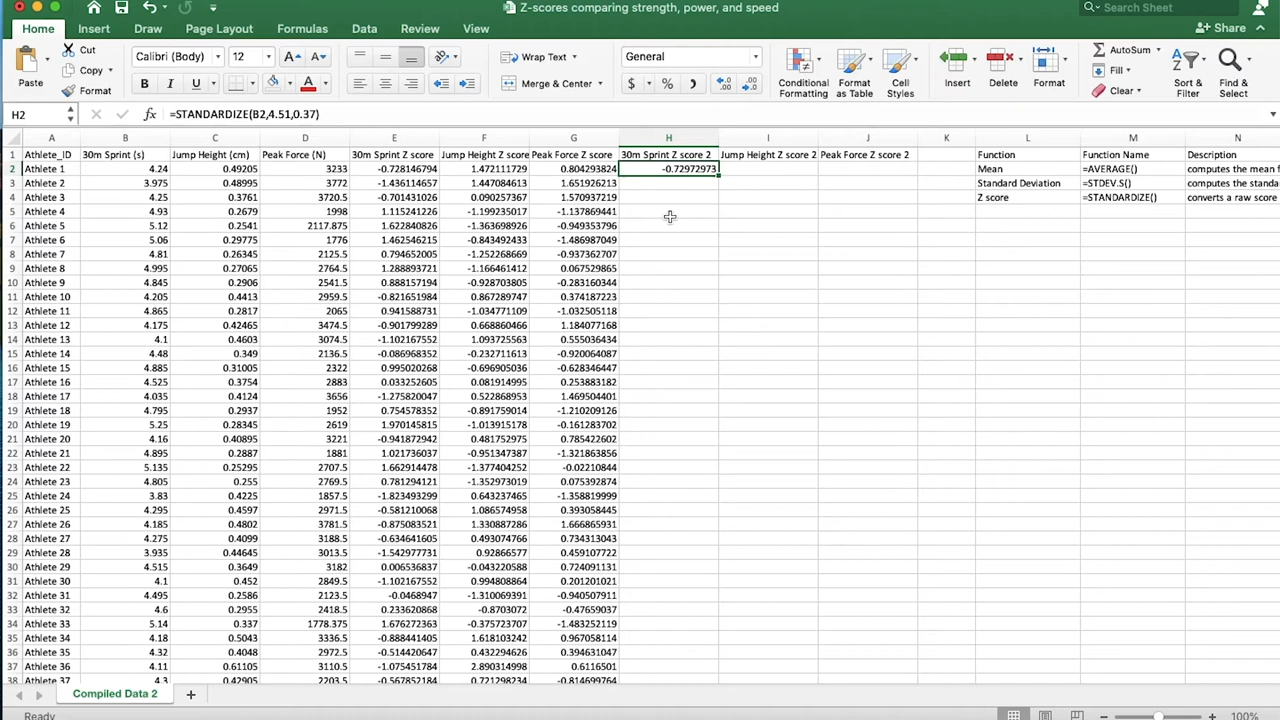 Z-scores comparing strength, power, and speed
Search Sheet
Home Insert Draw Page Layout Formulas Data Review View
Share
Paste Cut Copy Format
Calibri (Body) 12
B I U
Wrap Text
Merge & Center
General
$ %
Conditional Formatting
Format as Table
Cell Styles
Insert Delete Format
AutoSum Fill Clear
Sort & Filter
Find & Select
H2 fx =STANDARDIZE(B2,4.51,0.37)
A B C D E F G H I J K L M N
1 Athlete_ID 30m Sprint (s) Jump Height (cm) Peak Force (N) 30m Sprint Z score Jump Height Z score Peak Force Z score 30m Sprint Z score 2 Jump Height Z score 2 Peak Force Z score 2 Function Function Name Description
2 Athlete 1 4.24 0.49205 3233 -0.728146794 1.472111729 0.804293824 -0.72972973 Mean =AVERAGE() computes the mean f
3 Athlete 2 3.975 0.48995 3772 -1.436114657 1.447084613 1.651926213 Standard Deviation =STDEV.S() computes the standa
4 Athlete 3 4.25 0.3761 3720.5 -0.701431026 0.090257367 1.570937219 Z score =STANDARDIZE() converts a raw score
5 Athlete 4 4.93 0.2679 1998 1.115241226 -1.199235017 -1.137869441
6 Athlete 5 5.12 0.2541 2117.875 1.622840826 -1.363698926 -0.949353796
7 Athlete 6 5.06 0.29775 1776 1.462546215 -0.843492433 -1.486987049
8 Athlete 7 4.81 0.26345 2125.5 0.794652005 -1.252268669 -0.937362707
9 Athlete 8 4.995 0.27065 2764.5 1.288893721 -1.166461412 0.067529865
10 Athlete 9 4.845 0.2906 2541.5 0.888157194 -0.928703805 -0.283160344
11 Athlete 10 4.205 0.4413 2959.5 -0.821651984 0.867289747 0.374187223
12 Athlete 11 4.865 0.2817 2065 0.941588731 -1.034771109 -1.032505118
13 Athlete 12 4.175 0.42465 3474.5 -0.901799289 0.668860466 1.184077168
14 Athlete 13 4.1 0.4603 3074.5 -1.102167552 1.093725563 0.555036434
15 Athlete 14 4.48 0.349 2136.5 -0.086968352 -0.232711613 -0.920064087
16 Athlete 15 4.885 0.31005 2322 0.995020268 -0.696905036 -0.628346447
17 Athlete 16 4.525 0.3754 2883 0.033252605 0.081914995 0.253883182
18 Athlete 17 4.035 0.4124 3656 -1.275820047 0.522868953 1.469504401
19 Athlete 18 4.795 0.2937 1952 0.754578352 -0.891759014 -1.210209126
20 Athlete 19 5.25 0.28345 2619 1.970145815 -1.013915178 -0.161283702
21 Athlete 20 4.16 0.40895 3221 -0.941872942 0.481752975 0.785422602
22 Athlete 21 4.895 0.2887 1881 1.021736037 -0.951347387 -1.321863856
23 Athlete 22 5.135 0.25295 2707.5 1.662914478 -1.377404252 -0.02210844
24 Athlete 23 4.805 0.255 2769.5 0.781294121 -1.352973019 0.075392874
25 Athlete 24 3.83 0.4225 1857.5 -1.823493299 0.643237465 -1.358819999
26 Athlete 25 4.295 0.4597 2971.5 -0.581210068 1.086574958 0.393058445
27 Athlete 26 4.185 0.4802 3781.5 -0.875083521 1.330887286 1.666865931
28 Athlete 27 4.275 0.4099 3188.5 -0.634641605 0.493074766 0.734313043
29 Athlete 28 3.935 0.44645 3013.5 -1.542977731 0.92866577 0.459107722
30 Athlete 29 4.515 0.3649 3182 0.006536837 -0.043220588 0.724091131
31 Athlete 30 4.1 0.452 2849.5 -1.102167552 0.994808864 0.201201021
32 Athlete 31 4.495 0.2586 2123.5 -0.0468947 -1.310069391 -0.940507911
33 Athlete 32 4.6 0.2955 2418.5 0.233620868 -0.8703072 -0.47659037
34 Athlete 33 5.14 0.337 1778.375 1.676272363 -0.375723707 -1.483252119
35 Athlete 34 4.18 0.5043 3336.5 -0.888441405 1.618103242 0.967058114
36 Athlete 35 4.32 0.4048 2972.5 -0.514420647 0.432294626 0.394631047
37 Athlete 36 4.11 0.61105 3110.5 -1.075451784 2.890314998 0.6116501
38 Athlete 37 4.3 0.42905 2203.5 -0.567852184 0.721298234 -0.814699764
Compiled Data 2 +
Ready
100%